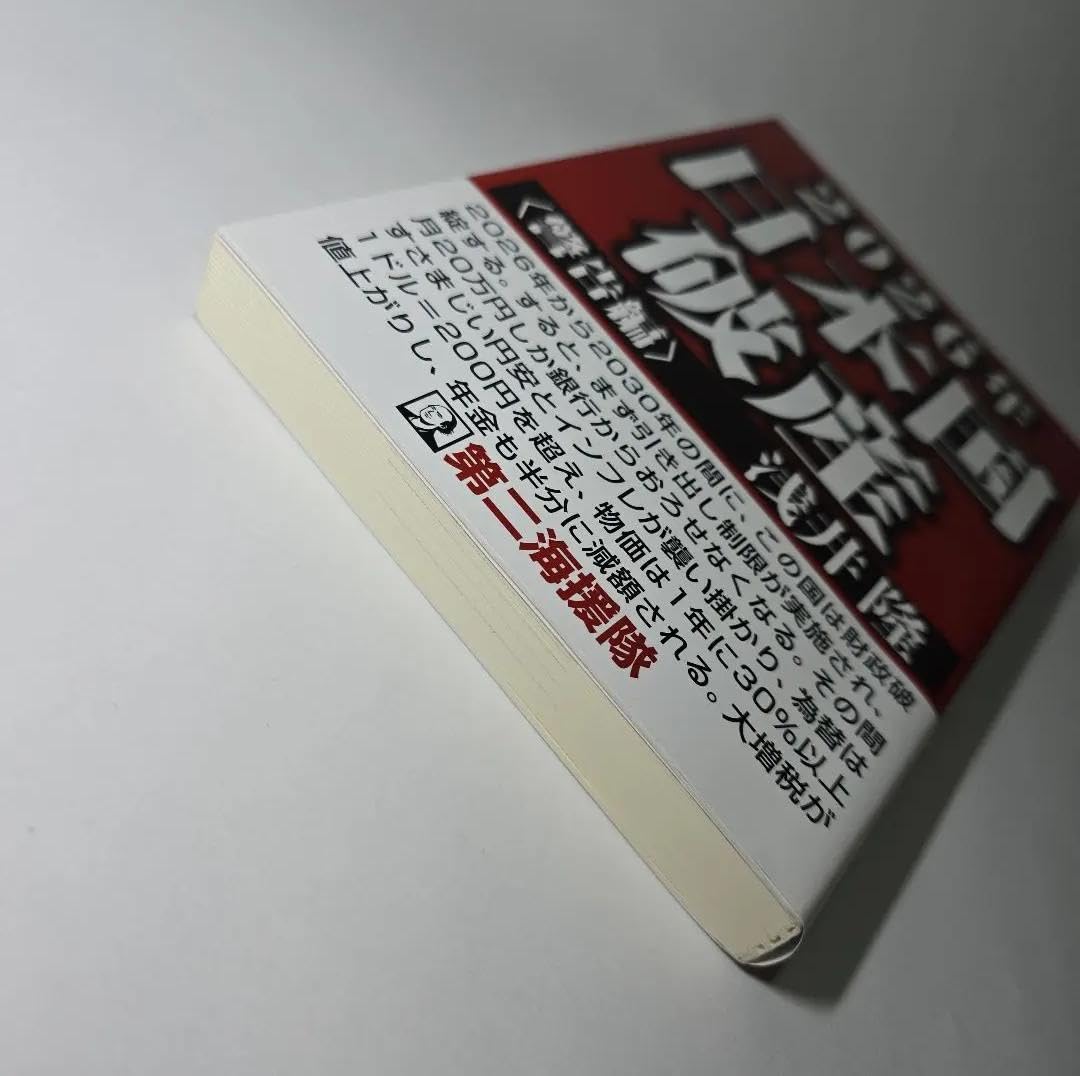 2026年
日本国
破産
〈警告編〉
浅井隆
2026年から2030年の間に、この国は財政破
綻する。すると、まず引き出し制限が実施され、
月20万円しか銀行からおろせなくなる。その間
すさまじい円安とインフレが襲い掛かり、為替は
1ドル=200円を超え、物価は1年に30%以上
値上がりし、年金も半分に減額される。大増税が
第二海援隊